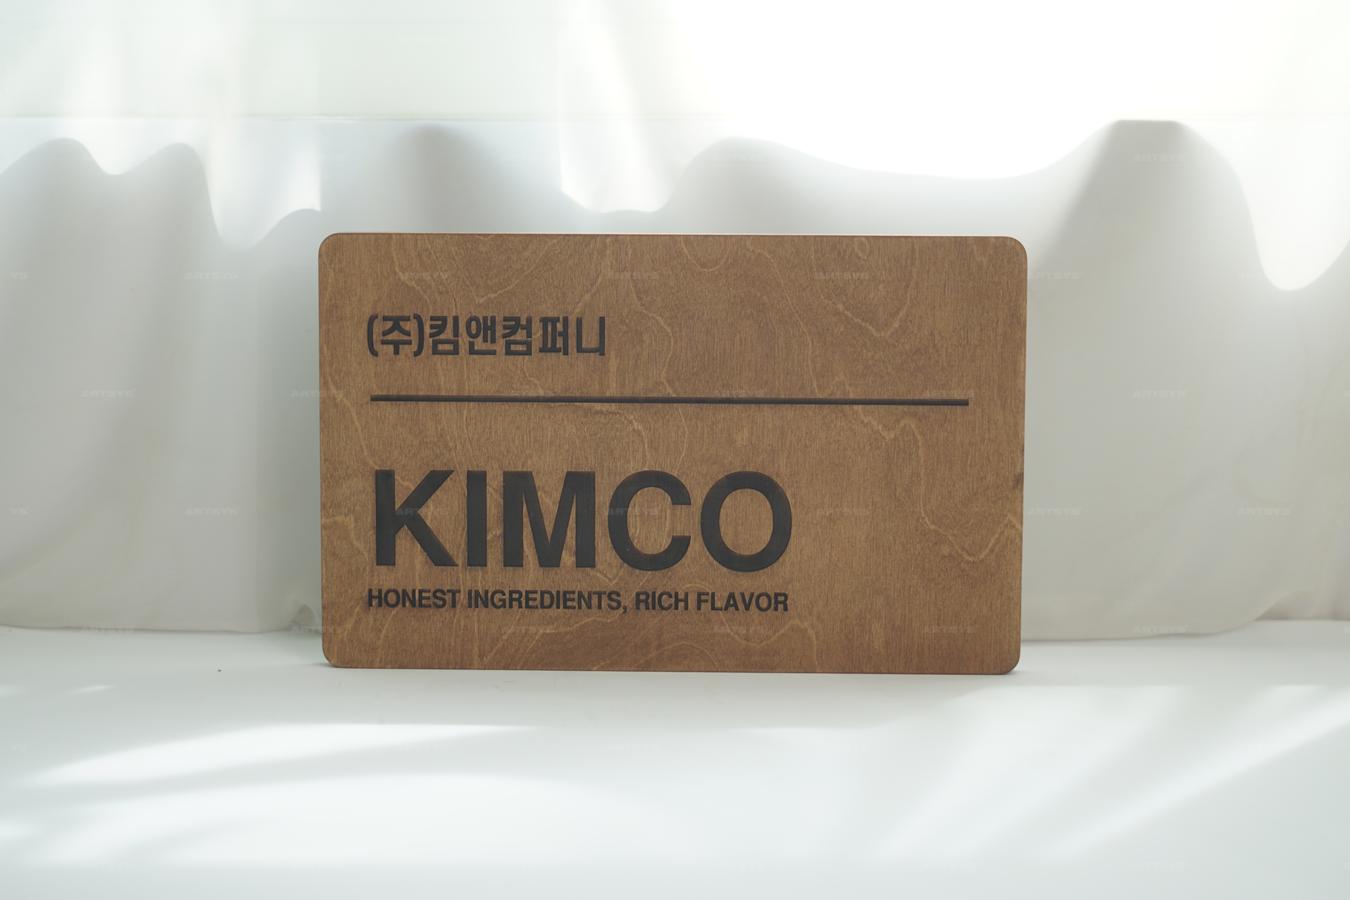 (주)킴앤컴퍼니
KIMCO
HONEST INGREDIENTS, RICH FLAVOR